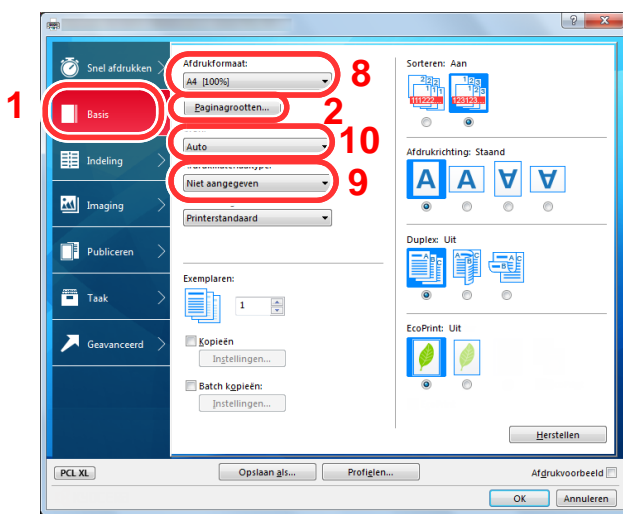 Snel afdrukken
Basis
Indeling
Imaging
Publiceren
Taak
Geavanceerd
1
Afdrukformaat:
A4 [100%]
8
Paginagrootten...
2
Auto
10
Niet aangegeven
9
Printerstandaard
Exemplaren:
1
Kopieën
Instellingen...
Batch kopieën:
Instellingen...
Sorteren: Aan
Afdrukrichting: Staand
A A A A
Duplex: Uit
EcoPrint: Uit
Herstellen
PCL XL
Opslaan als...
Profielen...
Afdrukvoorbeeld
OK
Annuleren